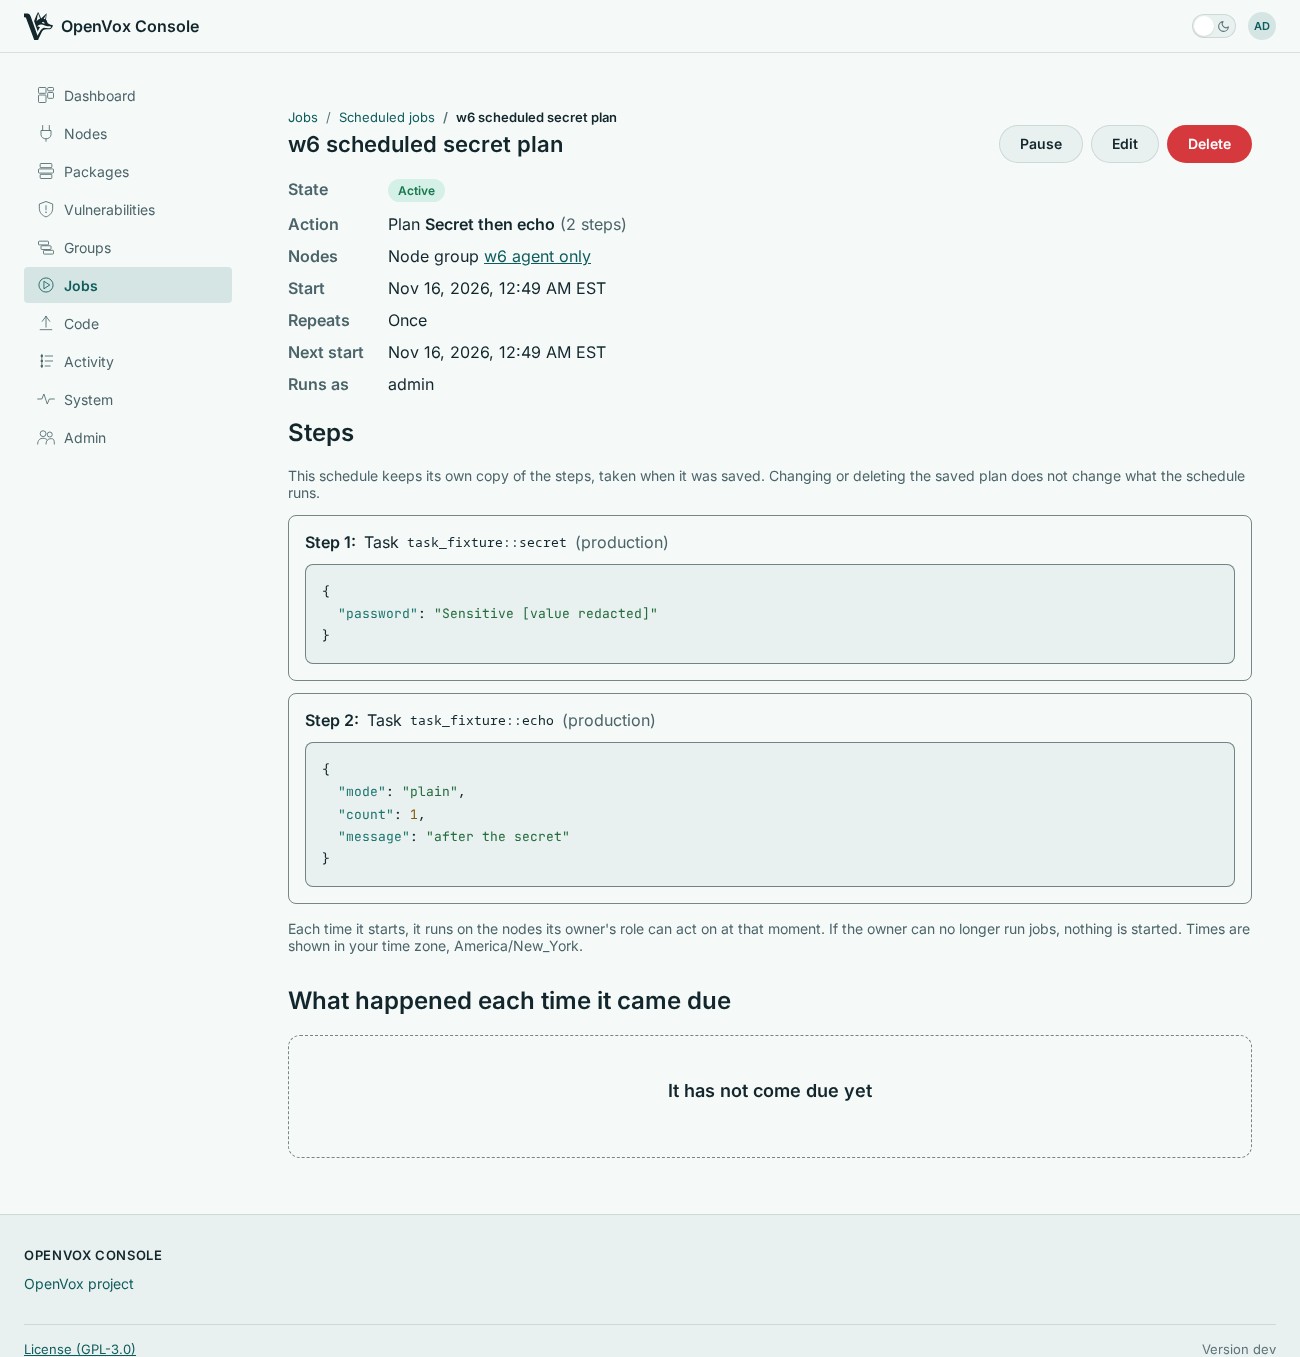 OpenVox Console
AD
Dashboard
Nodes
Packages
Vulnerabilities
Groups
Jobs
Code
Activity
System
Admin
Jobs / Scheduled jobs / w6 scheduled secret plan
w6 scheduled secret plan
Pause
Edit
Delete
State Active
Action Plan Secret then echo (2 steps)
Nodes Node group w6 agent only
Start Nov 16, 2026, 12:49 AM EST
Repeats Once
Next start Nov 16, 2026, 12:49 AM EST
Runs as admin
Steps
This schedule keeps its own copy of the steps, taken when it was saved. Changing or deleting the saved plan does not change what the schedule
runs.
Step 1: Task task_fixture::secret (production)
{
  "password": "Sensitive [value redacted]"
}
Step 2: Task task_fixture::echo (production)
{
  "mode": "plain",
  "count": 1,
  "message": "after the secret"
}
Each time it starts, it runs on the nodes its owner's role can act on at that moment. If the owner can no longer run jobs, nothing is started. Times are
shown in your time zone, America/New_York.
What happened each time it came due
It has not come due yet
OPENVOX CONSOLE
OpenVox project
License (GPL-3.0)
Version dev